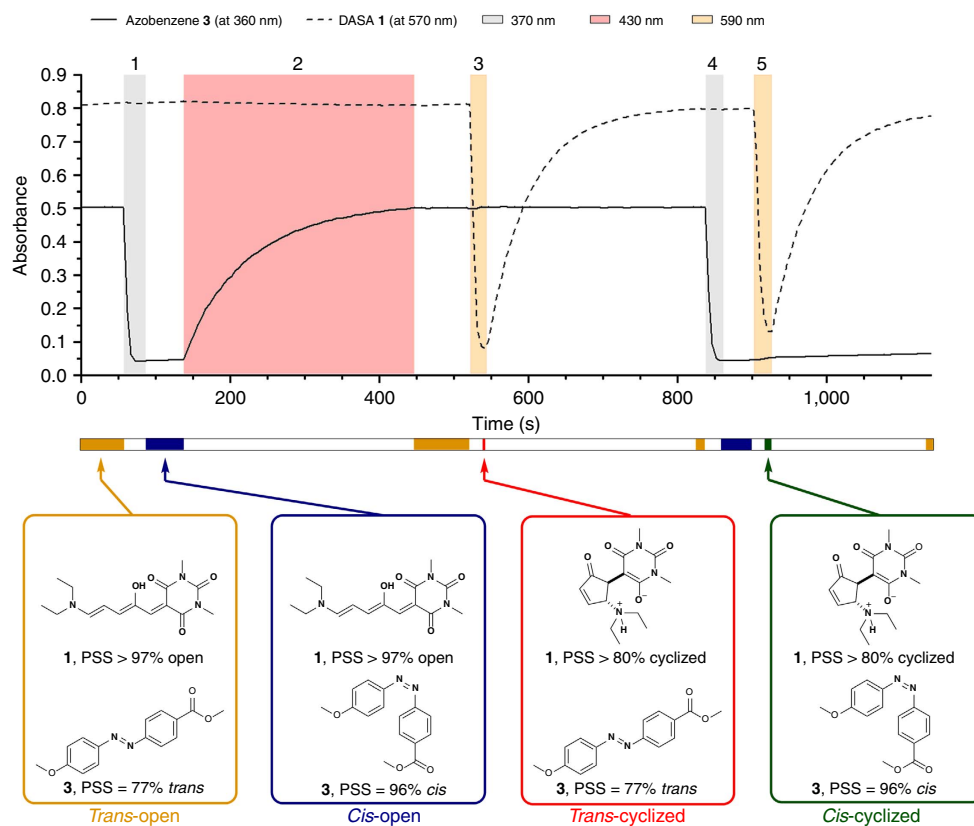 Azobenzene 3 (at 360 nm) DASA 1 (at 570 nm) 370 nm 430 nm 590 nm
1 2 3 4 5
0.9
0.8
0.7
0.6
0.5
0.4
0.3
0.2
0.1
0.0
Absorbance
0 200 400 600 800 1,000
Time (s)
N OH O O N N O
1, PSS > 97% open
O N N O O
3, PSS = 77% trans
Trans-open
N OH O O N N O
1, PSS > 97% open
O N N O O
3, PSS = 96% cis
Cis-open
O O N O N O− N+ H
1, PSS > 80% cyclized
O N N O O
3, PSS = 77% trans
Trans-cyclized
O O N O N O− N+ H
1, PSS > 80% cyclized
O N N O O
3, PSS = 96% cis
Cis-cyclized